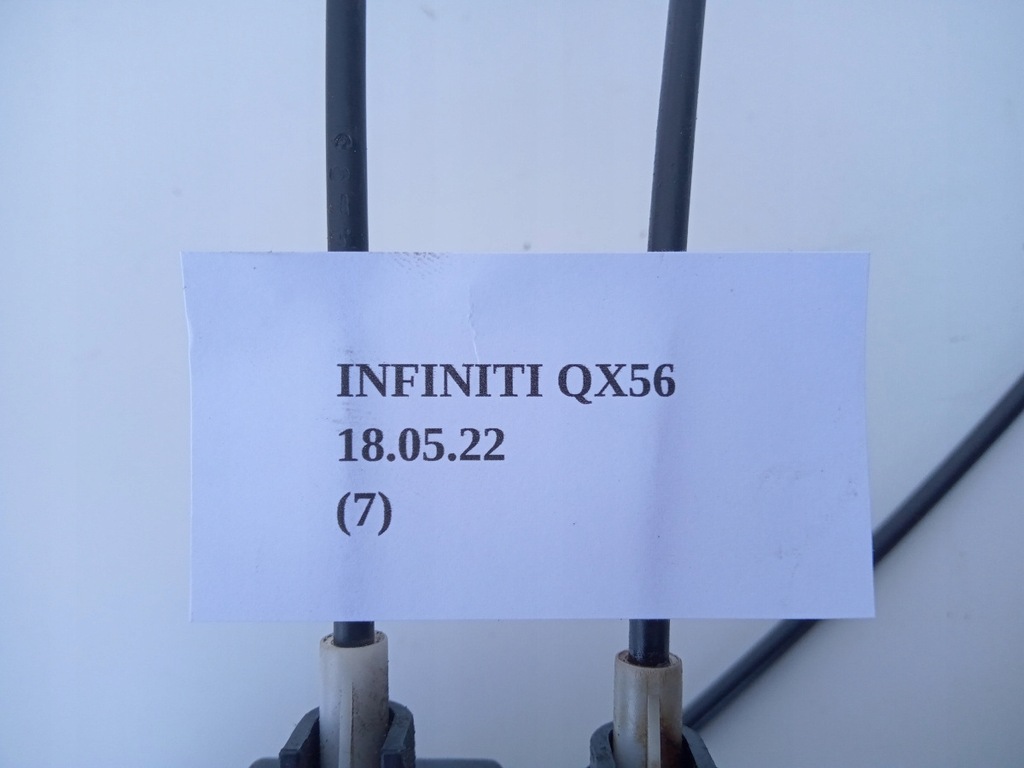 INFINITI QX56
18.05.22
(7)